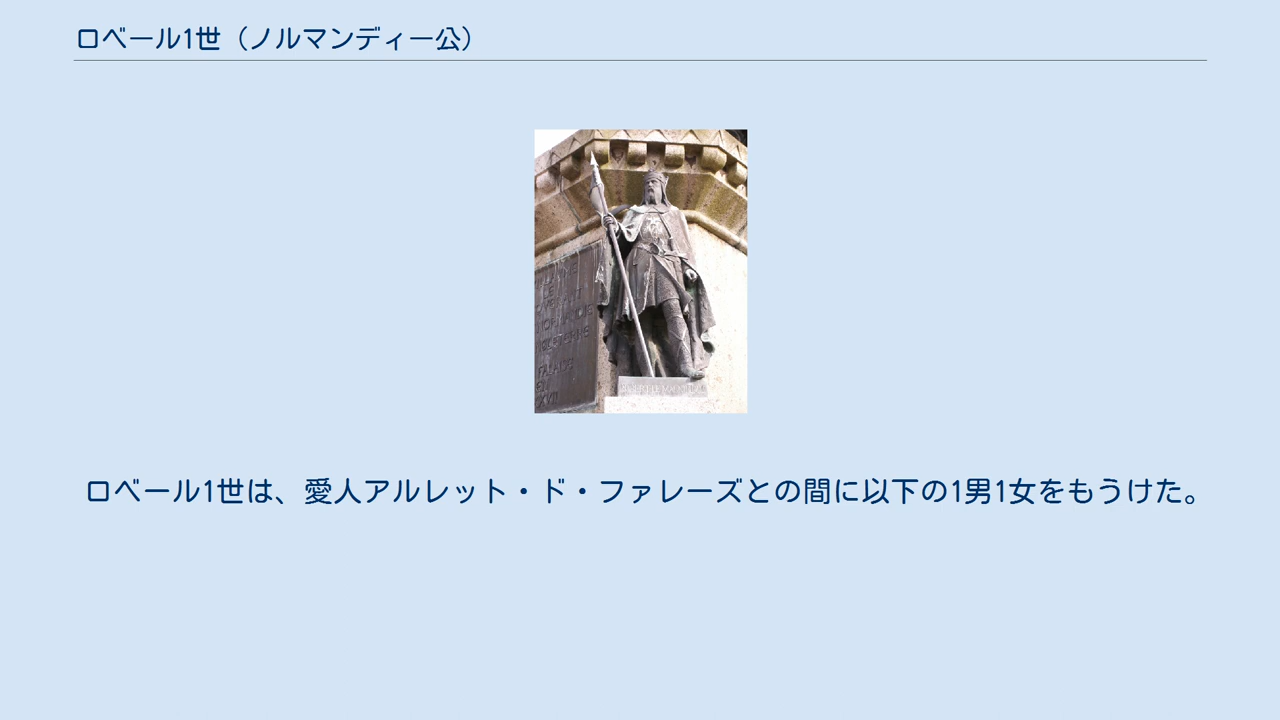 ロベール1世（ノルマンディー公）
FALAISE
ロベール1世は、愛人アルレット・ド・ファレーズとの間に以下の1男1女をもうけた。